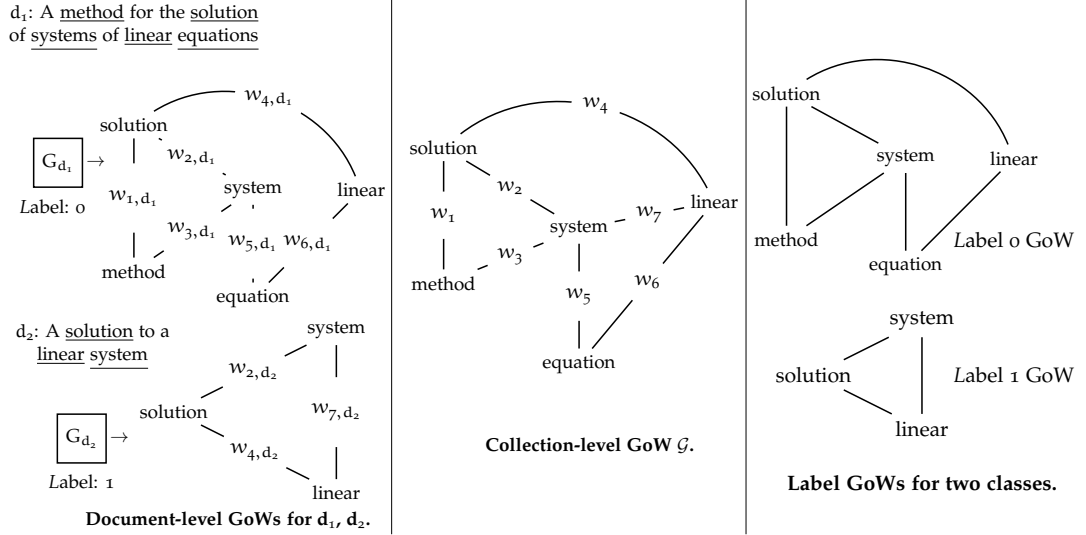 d₁: A method for the solution
of systems of linear equations
w₄,d₁
solution
G_d₁ →
w₂,d₁
system
linear
Label: 0
w₁,d₁
w₃,d₁
w₅,d₁
w₆,d₁
method
equation
d₂: A solution to a
linear system
system
w₂,d₂
solution
w₇,d₂
G_d₂ →
w₄,d₂
Label: 1
linear
Document-level GoWs for d₁, d₂.
w₄
solution
w₂
linear
w₁
w₇
system
w₃
method
w₅
w₆
equation
Collection-level GoW 𝒢.
solution
system
linear
method
Label 0 GoW
equation
system
solution
Label 1 GoW
linear
Label GoWs for two classes.